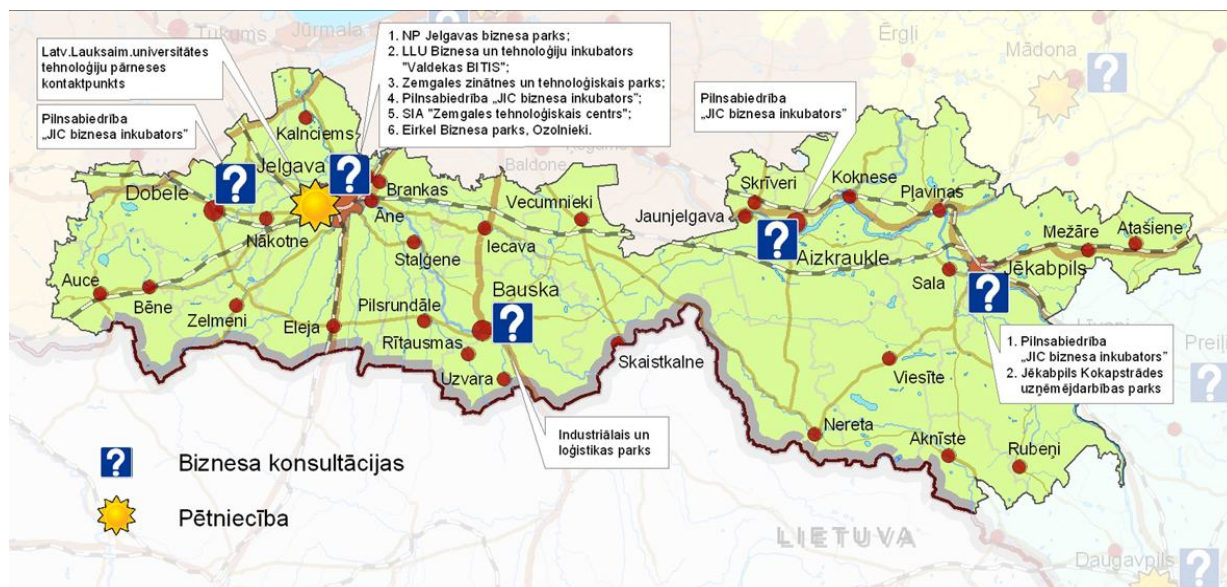 Tukums
Jūrmala
Ērgļi
Mādona
Latv.Lauksaim.universitātes
tehnoloģiju pārneses
kontaktpunkts
1. NP Jelgavas biznesa parks;
2. LLU Biznesa un tehnoloģiju inkubators
"Valdekas BITIS";
3. Zemgales zinātnes un tehnoloģiskais parks;
4. Pilnsabiedrība „JIC biznesa inkubators”;
5. SIA "Zemgales tehnoloģiskais centrs";
6. Eirkel Biznesa parks, Ozolnieki.
Pilnsabiedrība
„JIC biznesa inkubators”
Pilnsabiedrība
„JIC biznesa inkubators”
Kalnciems
Jelgava
Baldone
Dobele
Brankas
Āne
Vecumnieki
Nākotne
Iecava
Staļģene
Auce
Bēne
Zelmeņi
Eleja
Pilsrundāle
Bauska
Rītausmas
Uzvara
Skaistkalne
Skrīveri
Koknese
Pļaviņas
Jaunjelgava
Aizkraukle
Mežāre
Atašiene
Sala
Jēkabpils
Preiļi
Viesīte
Nereta
Aknīste
Rubeņi
1. Pilnsabiedrība
„JIC biznesa inkubators”
2. Jēkabpils Kokapstrādes
uzņēmējdarbības parks
Industriālais un
loģistikas parks
? Biznesa konsultācijas
Pētniecība
LIETUVA
Daugavpils